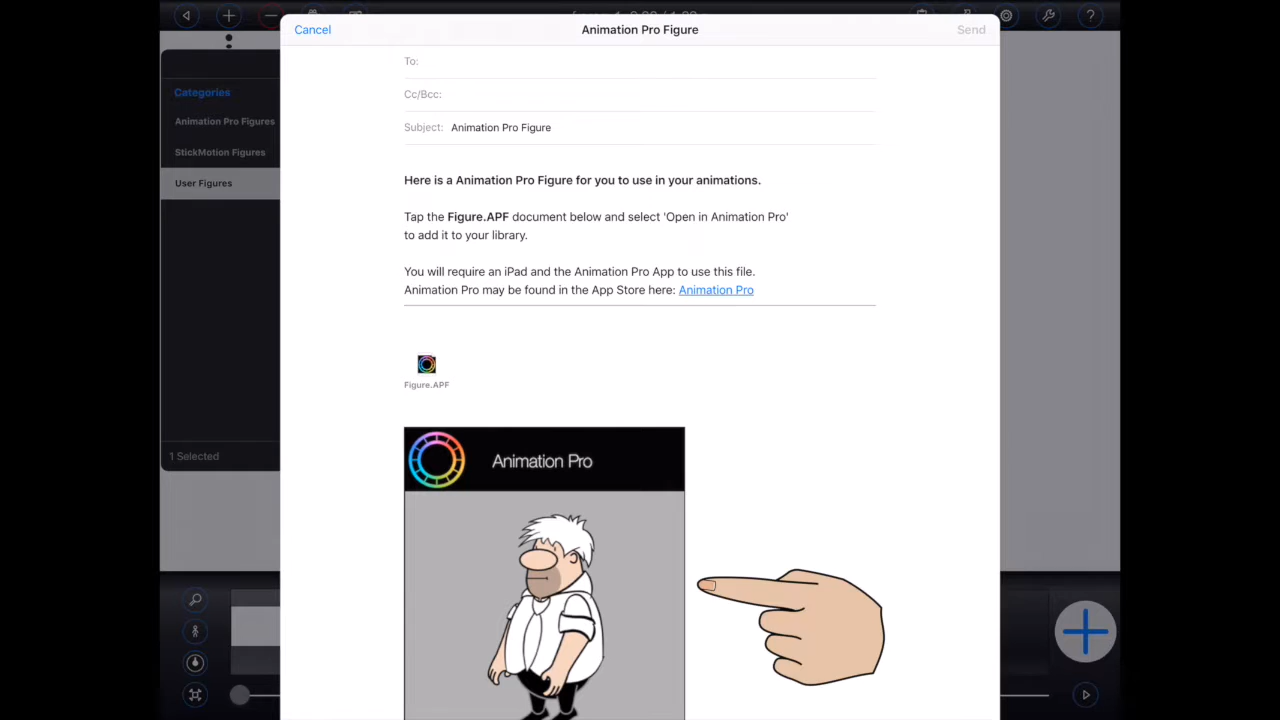 Cancel
Animation Pro Figure
Send
To:
Cc/Bcc:
Subject: Animation Pro Figure
Categories
Animation Pro Figures
StickMotion Figures
User Figures
1 Selected
Here is a Animation Pro Figure for you to use in your animations.
Tap the Figure.APF document below and select 'Open in Animation Pro'
to add it to your library.
You will require an iPad and the Animation Pro App to use this file.
Animation Pro may be found in the App Store here: Animation Pro
Figure.APF
Animation Pro